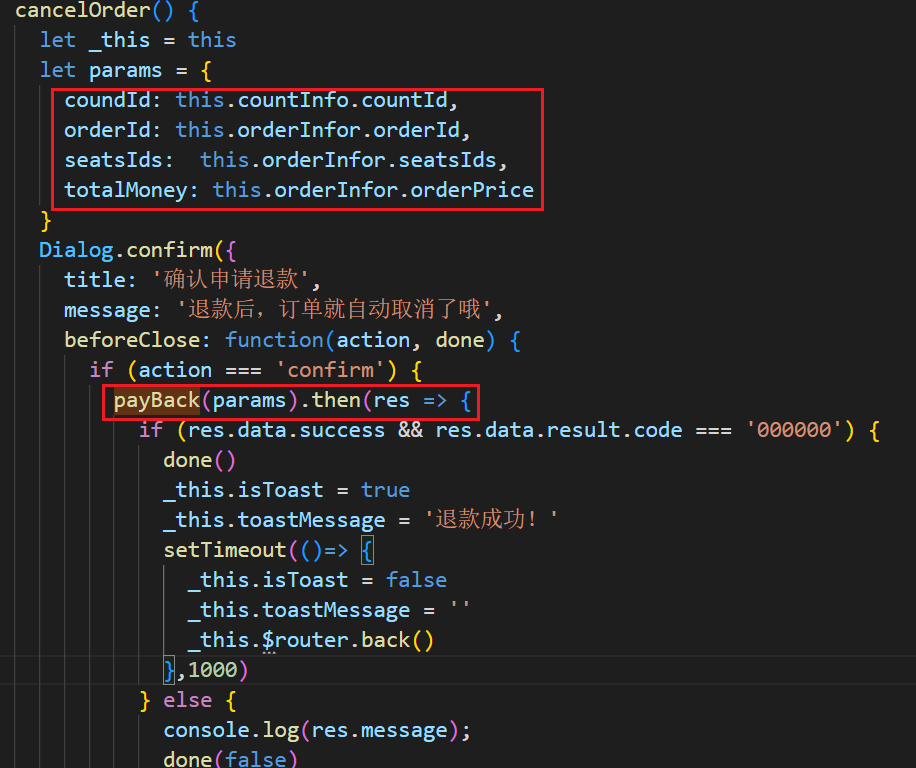 cancelOrder() {
let _this = this
let params = {
coundId: this.countInfo.countId,
orderId: this.orderInfor.orderId,
seatsIds:  this.orderInfor.seatsIds,
totalMoney: this.orderInfor.orderPrice
}
Dialog.confirm({
title: '确认申请退款',
message: '退款后，订单就自动取消了哦',
beforeClose: function(action, done) {
if (action === 'confirm') {
payBack(params).then(res => {
if (res.data.success && res.data.result.code === '000000') {
done()
_this.isToast = true
_this.toastMessage = '退款成功！'
setTimeout(()=> {
_this.isToast = false
_this.toastMessage = ''
_this.$router.back()
},1000)
} else {
console.log(res.message);
done(false)